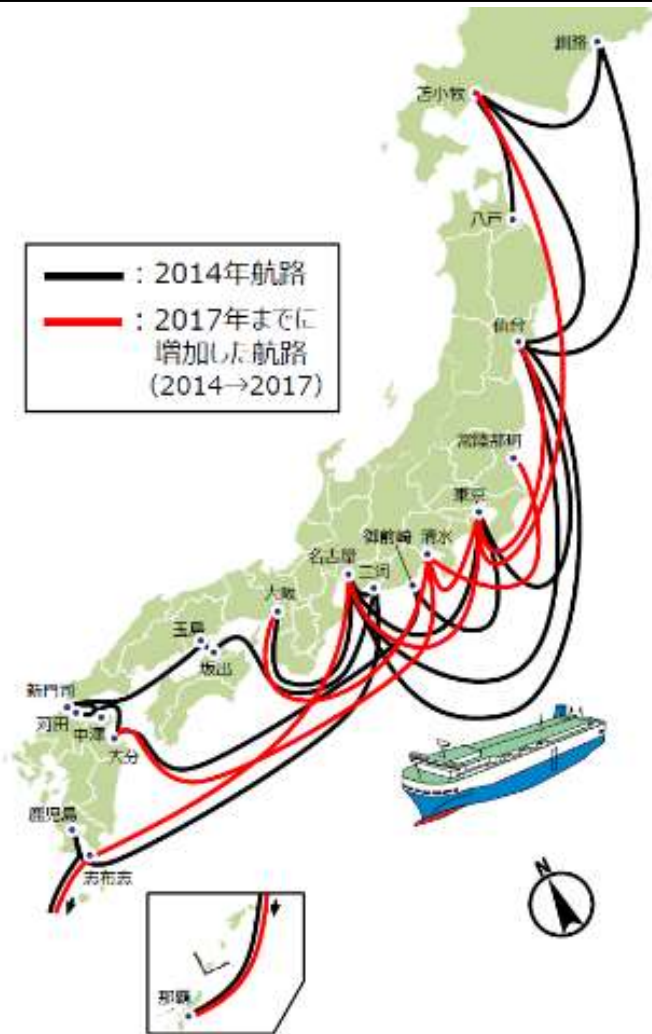 釧路
苫小牧
八戸
: 2014年航路
: 2017年までに
増加した航路
(2014→2017)
仙台
常陸那珂
東京
御前崎 清水
名古屋
三河
大阪
玉島
坂出
新門司
苅田
中津
大分
鹿児島
志布志
N
那覇